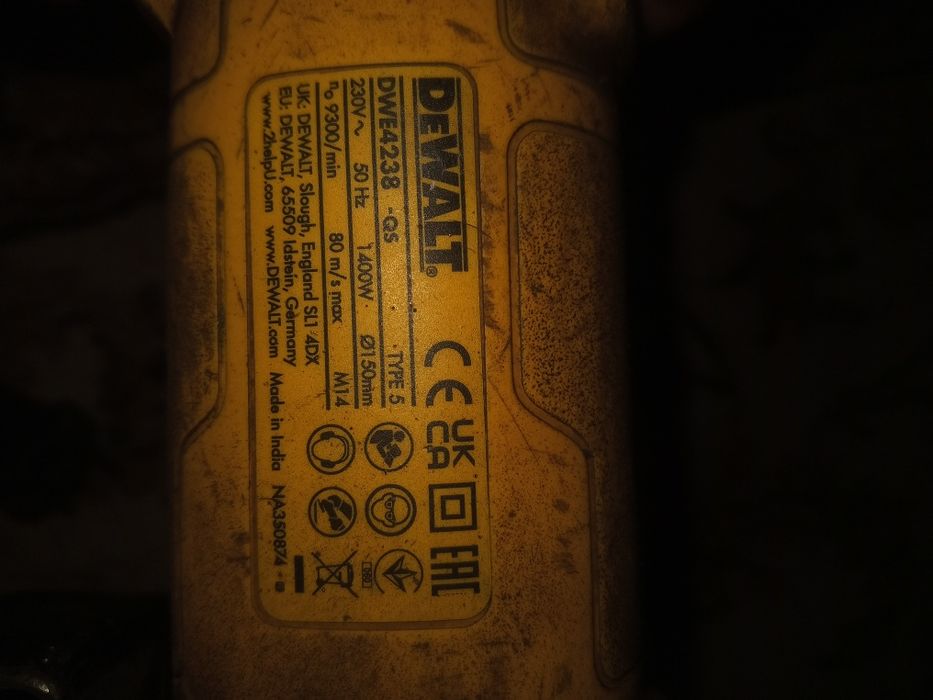 DEWALT®
DWE4238 -QS TYPE 5
230V~ 50 Hz 1400W Ø150mm
n₀ 9300/min 80 m/s max M14
UK: DEWALT, Slough, England SL1 4DX
EU: DEWALT, 65509 Idstein, Germany
www.2helpU.com www.DEWALT.com Made in India NA350874
CE UK CA EAC